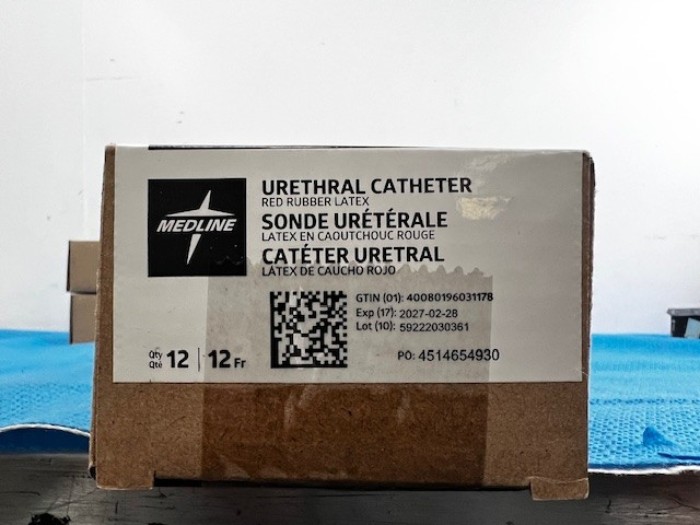 MEDLINE
URETHRAL CATHETER
RED RUBBER LATEX
SONDE URÉTÉRALE
LATEX EN CAOUTCHOUC ROUGE
CATÉTER URETRAL
LÁTEX DE CAUCHO ROJO
GTIN (01): 40080196031178
Exp (17): 2027-02-28
Lot (10): 59222030361
PO: 4514654930
Qty
Qté 12 | 12 Fr